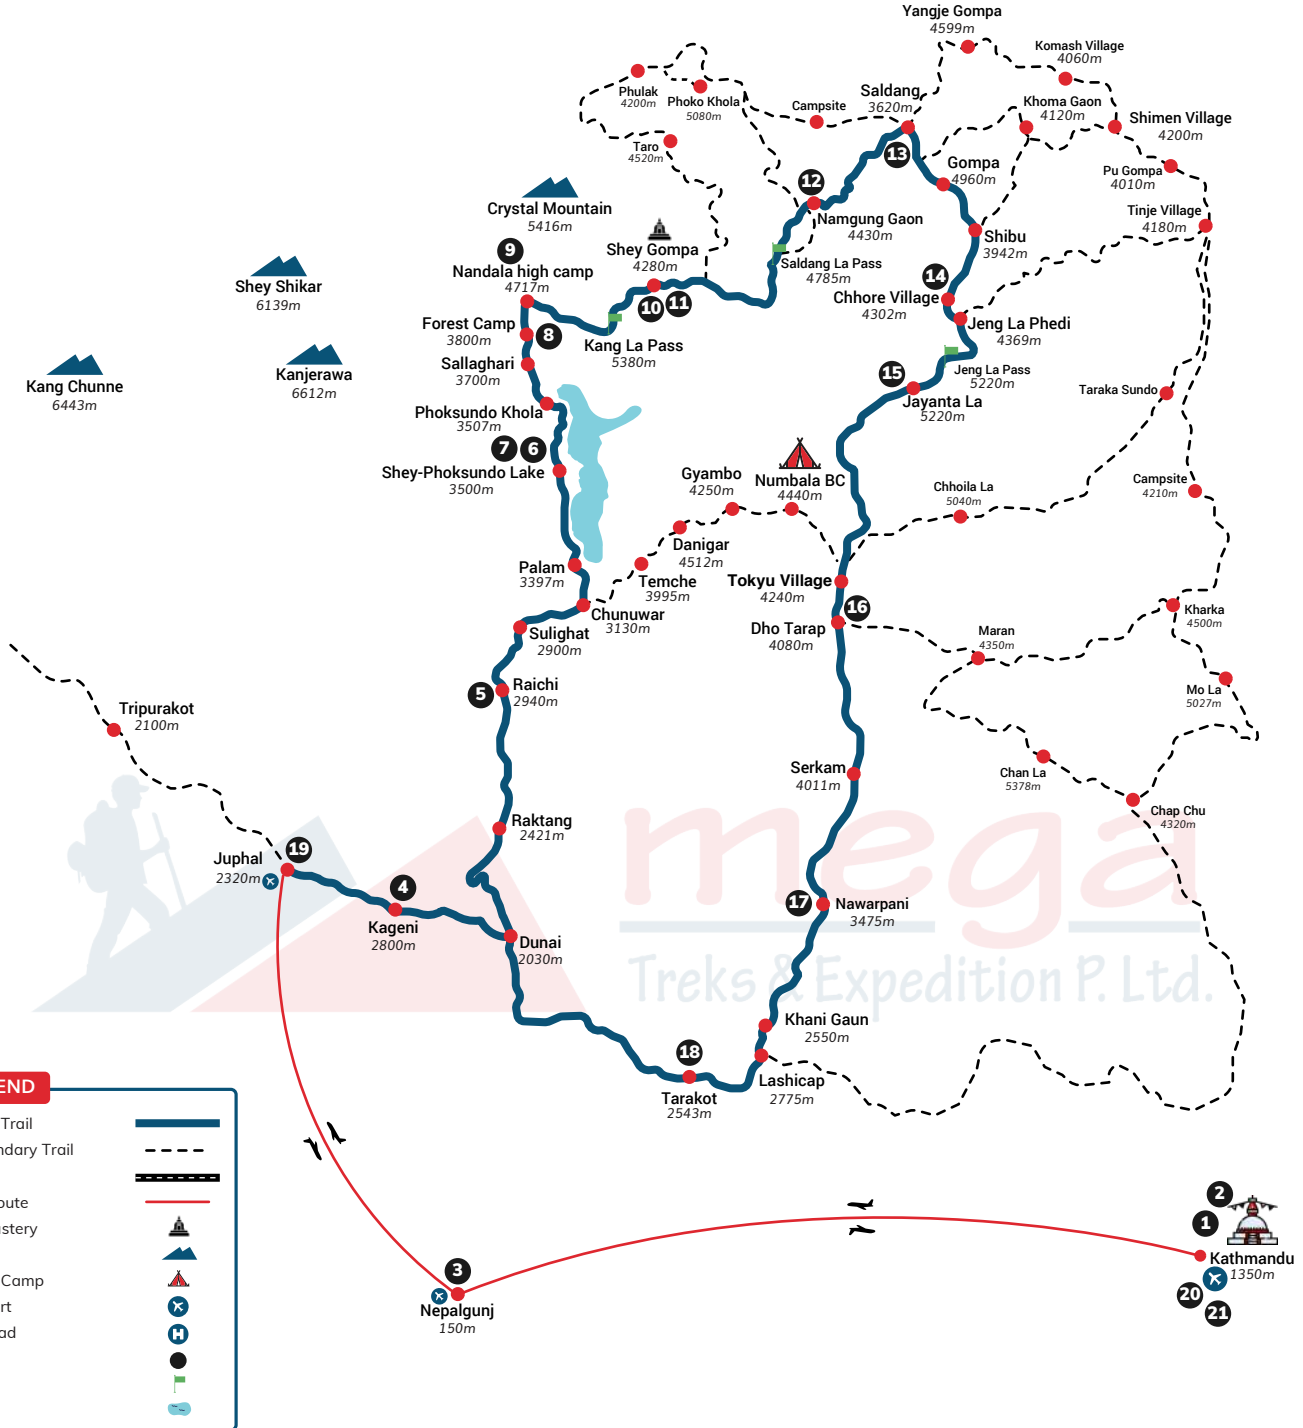 Yangje Gompa
4599m
Komash Village
4060m
Phulak
4200m
Phoko Khola
5080m
Campsite
Saldang
3620m
Khoma Gaon
4120m
Shimen Village
4200m
Taro
4520m
13
Gompa
4960m
Pu Gompa
4010m
12
Crystal Mountain
5416m
Namgung Gaon
4430m
Tinje Village
4180m
Shibu
3942m
9
Nandala high camp
4717m
Shey Gompa
4280m
Saldang La Pass
4785m
14
Chhore Village
4302m
Shey Shikar
6139m
10
11
Forest Camp
3800m
8
Kang La Pass
5380m
Jeng La Phedi
4369m
Sallaghari
3700m
Jeng La Pass
5220m
Kang Chunne
6443m
Kanjerawa
6612m
15
Jayanta La
5220m
Taraka Sundo
Phoksundo Khola
3507m
7
6
Shey-Phoksundo Lake
3500m
Gyambo
4250m
Numbala BC
4440m
Chhoila La
5040m
Campsite
4210m
Danigar
4512m
Palam
3397m
Temche
3995m
Tokyu Village
4240m
16
Chunuwar
3130m
Dho Tarap
4080m
Kharka
4500m
Sulighat
2900m
Maran
4350m
5
Raichi
2940m
Mo La
5027m
Tripurakot
2100m
Serkam
4011m
Chan La
5378m
Chap Chu
4320m
Raktang
2421m
mega
Treks & Expedition P. Ltd.
19
Juphal
2320m
4
Kageni
2800m
17
Nawarpani
3475m
Dunai
2030m
Khani Gaun
2550m
18
Tarakot
2543m
Lashicap
2775m
END
Trail
ndary Trail
oute
stery
Camp
rt
ad
H
2
1
Kathmandu
1350m
20
21
3
Nepalgunj
150m